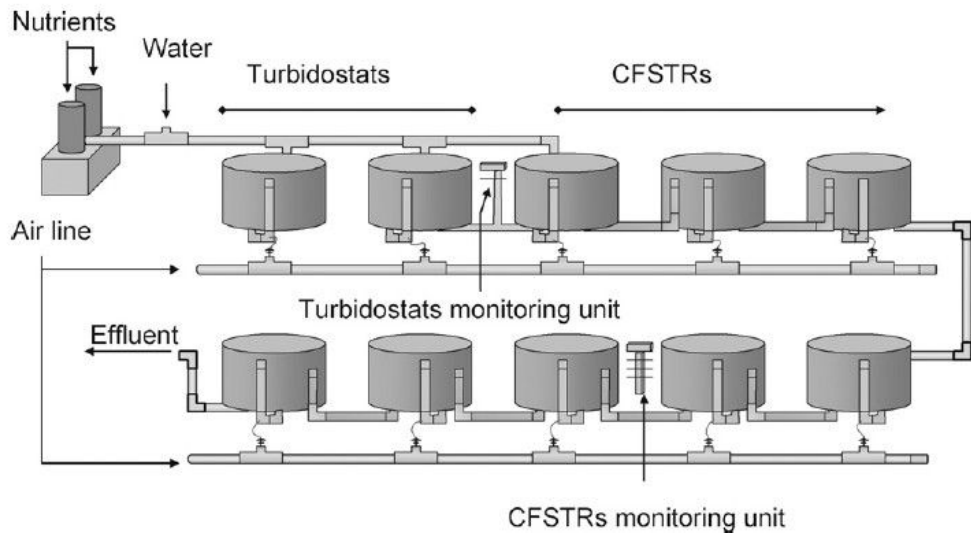 Nutrients
Water
Turbidostats
CFSTRs
Air line
Turbidostats monitoring unit
Effluent
CFSTRs monitoring unit